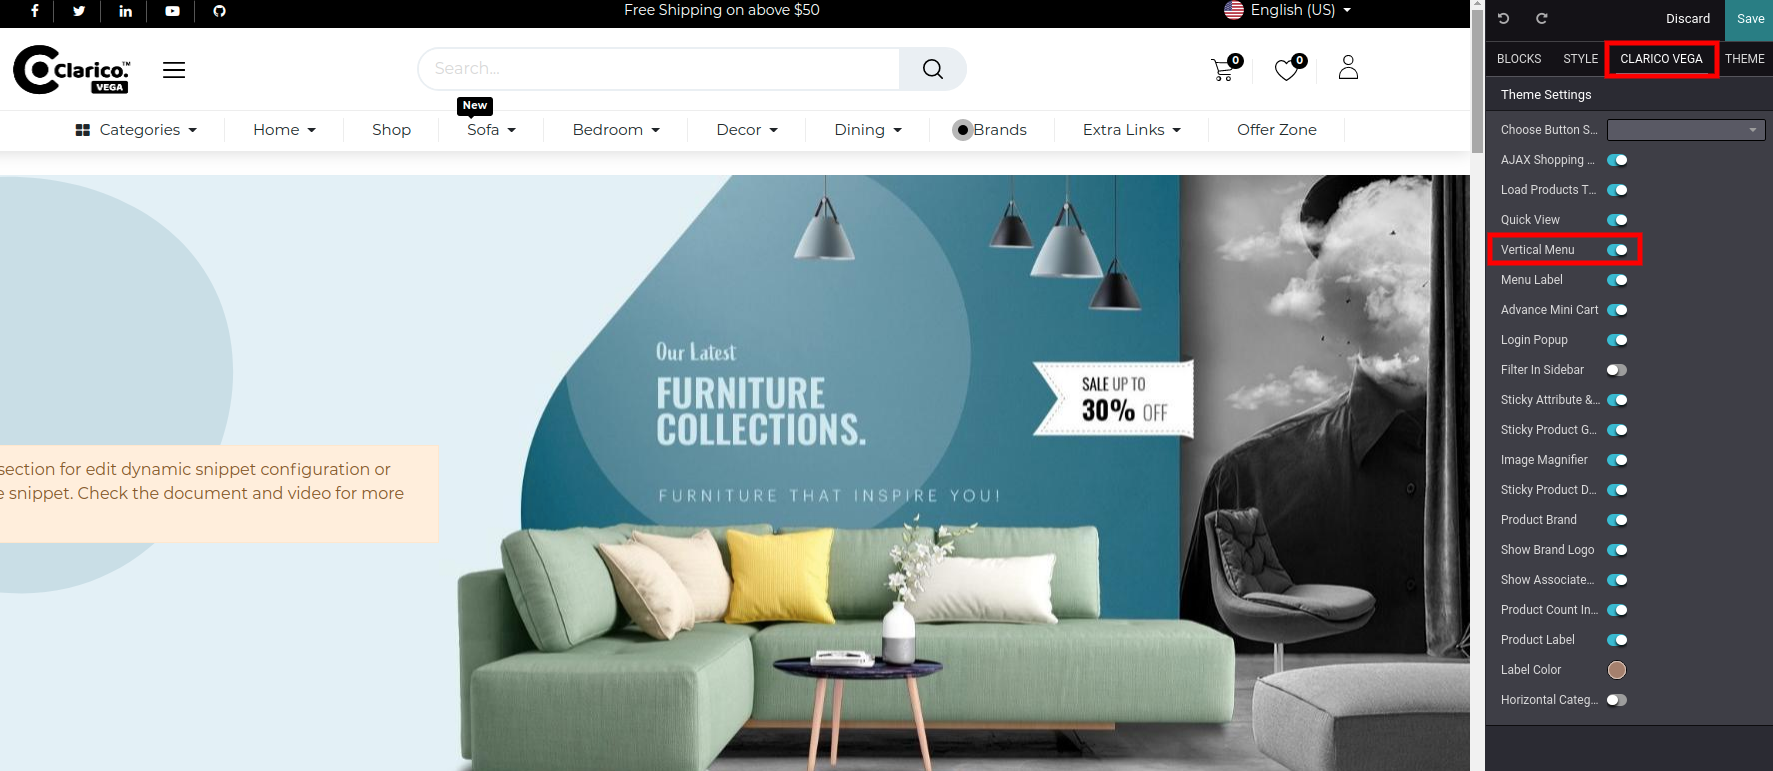 Free Shipping on above $50
English (US)
Discard
Save
Clarico.™
VEGA
Search...
0
0
BLOCKS
STYLE
CLARICO VEGA
THEME
Theme Settings
New
Categories
Home
Shop
Sofa
Bedroom
Decor
Dining
Brands
Extra Links
Offer Zone
Our Latest
FURNITURE
COLLECTIONS.
SALE UP TO
30% OFF
FURNITURE THAT INSPIRE YOU!
section for edit dynamic snippet configuration or
e snippet. Check the document and video for more
Choose Button S...
AJAX Shopping ...
Load Products T...
Quick View
Vertical Menu
Menu Label
Advance Mini Cart
Login Popup
Filter In Sidebar
Sticky Attribute &...
Sticky Product G...
Image Magnifier
Sticky Product D...
Product Brand
Show Brand Logo
Show Associate...
Product Count In...
Product Label
Label Color
Horizontal Categ...